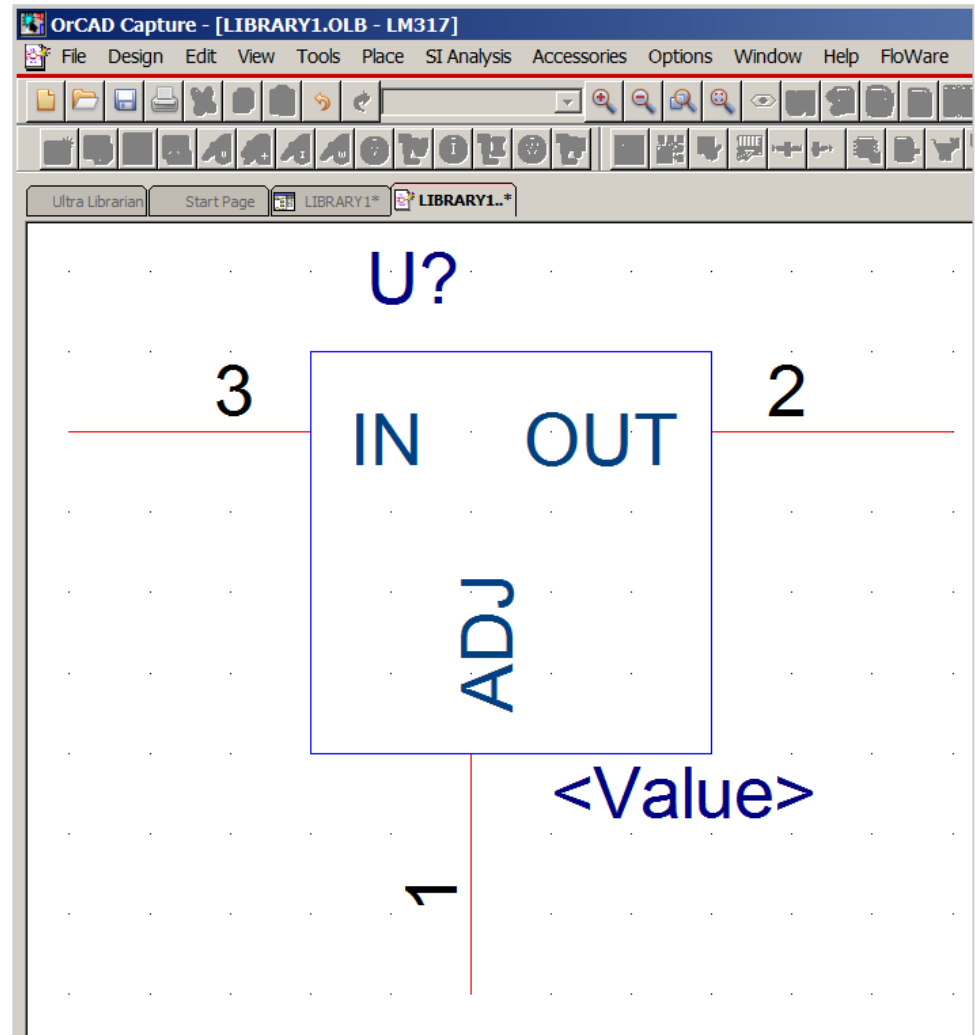 OrCAD Capture - [LIBRARY1.OLB - LM317]
File Design Edit View Tools Place SI Analysis Accessories Options Window Help FloWare
Ultra Librarian Start Page LIBRARY1* LIBRARY1..*
U?
3 2
IN OUT
ADJ
<Value>
1